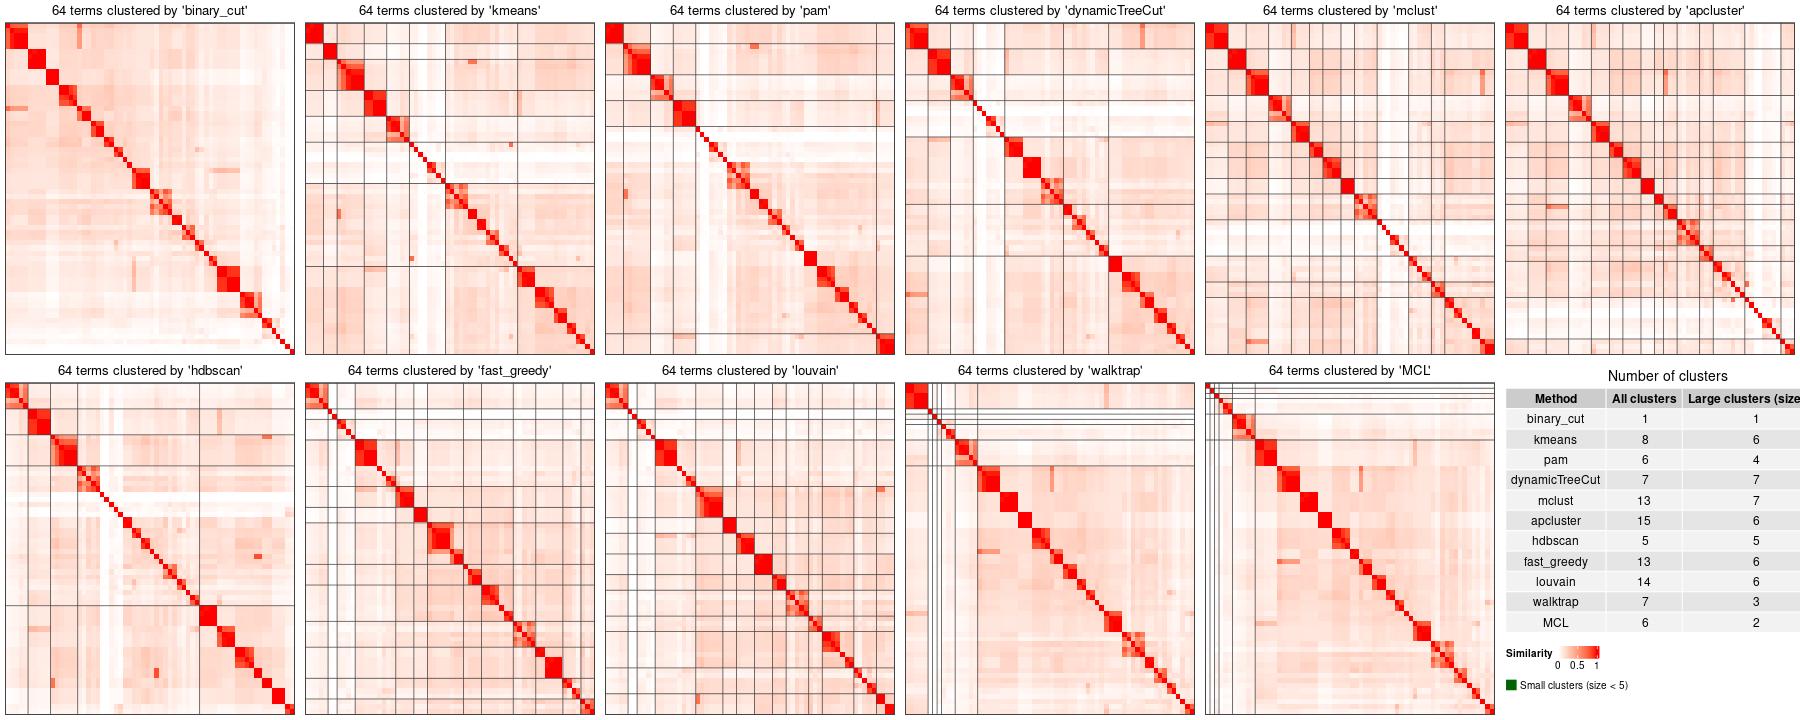 64 terms clustered by 'binary_cut'
64 terms clustered by 'kmeans'
64 terms clustered by 'pam'
64 terms clustered by 'dynamicTreeCut'
64 terms clustered by 'mclust'
64 terms clustered by 'apcluster'
64 terms clustered by 'hdbscan'
64 terms clustered by 'fast_greedy'
64 terms clustered by 'louvain'
64 terms clustered by 'walktrap'
64 terms clustered by 'MCL'
Number of clusters
Method All clusters Large clusters (size
binary_cut 1 1
kmeans 8 6
pam 6 4
dynamicTreeCut 7 7
mclust 13 7
apcluster 15 6
hdbscan 5 5
fast_greedy 13 6
louvain 14 6
walktrap 7 3
MCL 6 2
Similarity
0 0.5 1
Small clusters (size < 5)